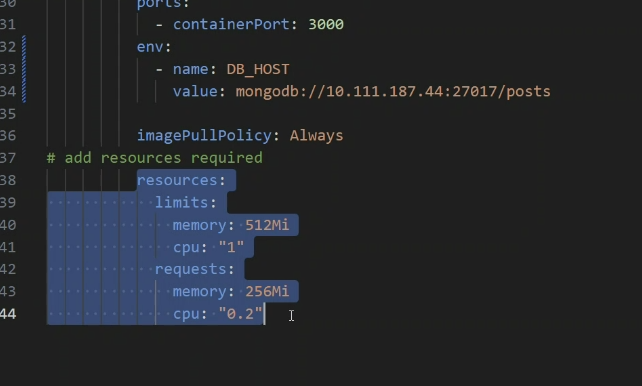 30 ports:
31 - containerPort: 3000
32 env:
33 - name: DB_HOST
34 value: mongodb://10.111.187.44:27017/posts
35
36 imagePullPolicy: Always
37 # add resources required
38 resources:
39 limits:
40 memory: 512Mi
41 cpu: "1"
42 requests:
43 memory: 256Mi
44 cpu: "0.2"